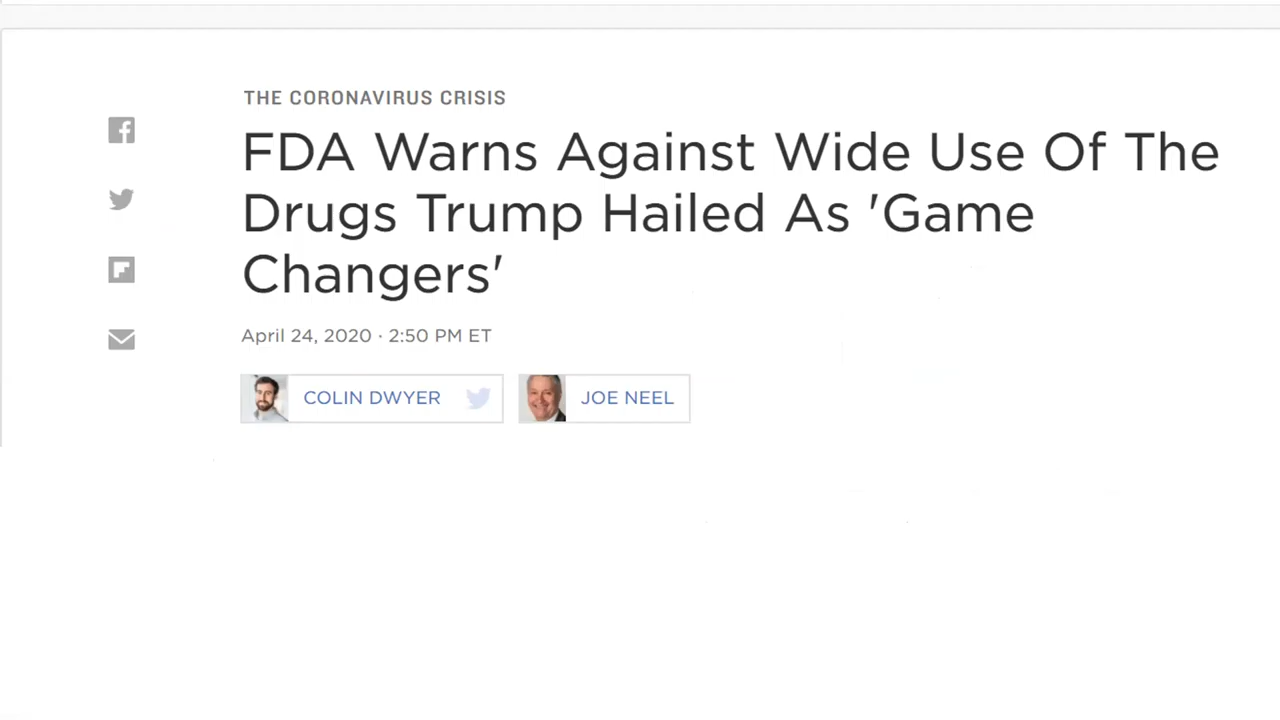 THE CORONAVIRUS CRISIS
FDA Warns Against Wide Use Of The
Drugs Trump Hailed As 'Game
Changers'
April 24, 2020 · 2:50 PM ET
COLIN DWYER
JOE NEEL